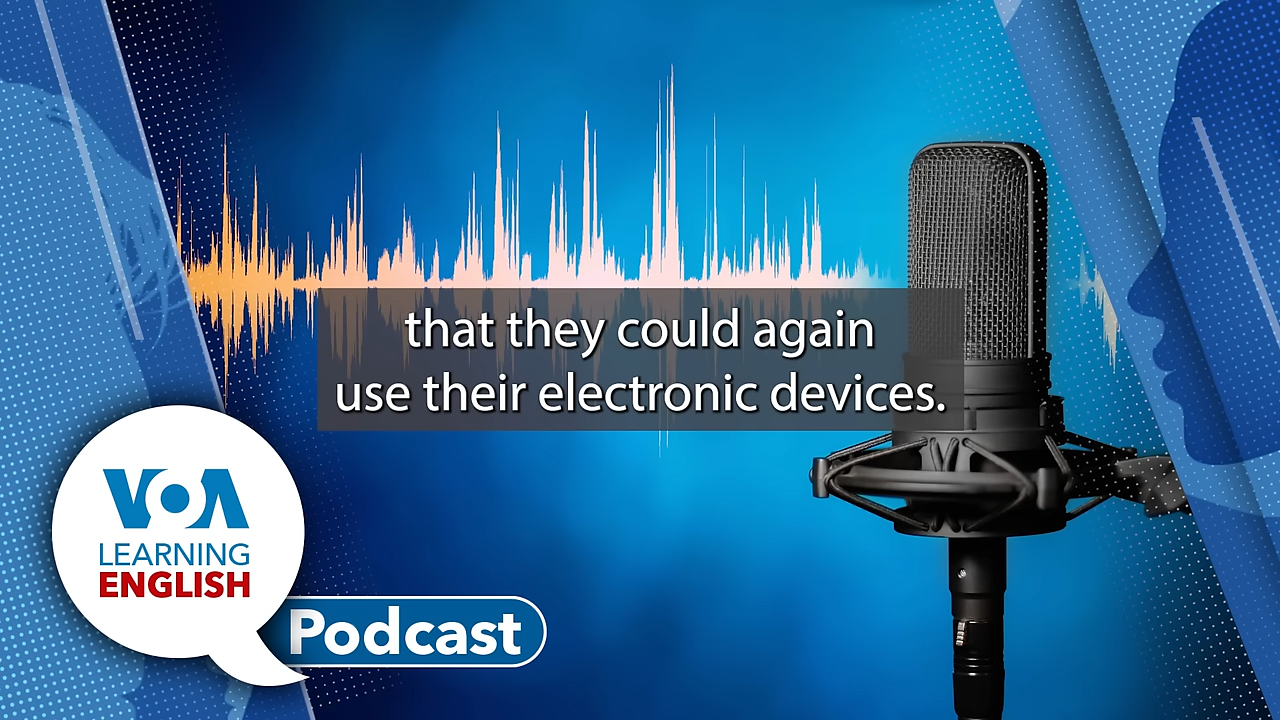 that they could again
use their electronic devices.
VOA
LEARNING
ENGLISH
Podcast